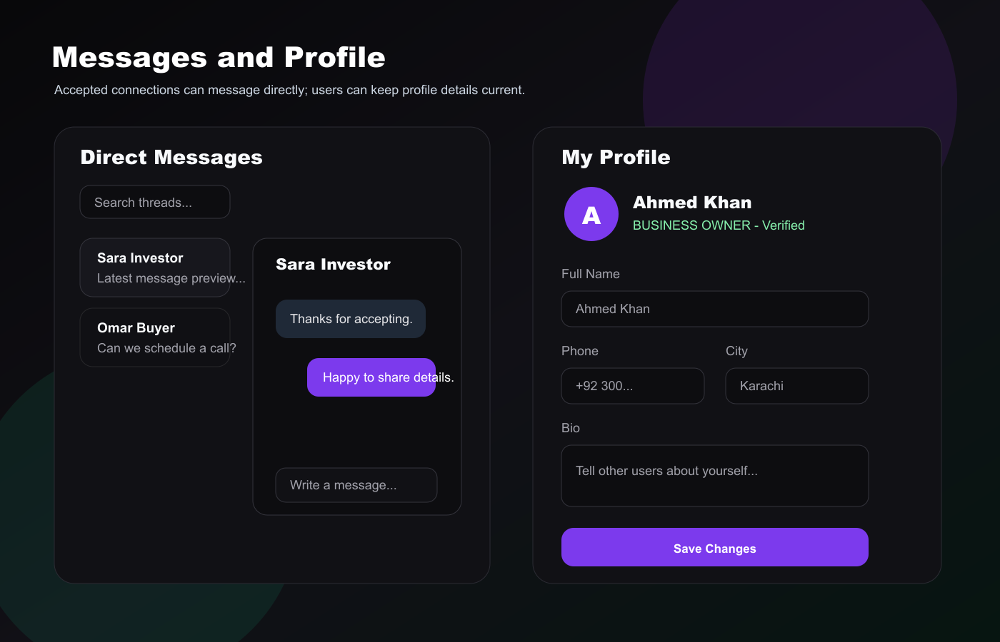 Messages and Profile
Accepted connections can message directly; users can keep profile details current.
Direct Messages
Search threads...
Sara Investor
Latest message preview...
Omar Buyer
Can we schedule a call?
Sara Investor
Thanks for accepting.
Happy to share details.
Write a message...
My Profile
A
Ahmed Khan
BUSINESS OWNER - Verified
Full Name
Ahmed Khan
Phone
City
+92 300...
Karachi
Bio
Tell other users about yourself...
Save Changes